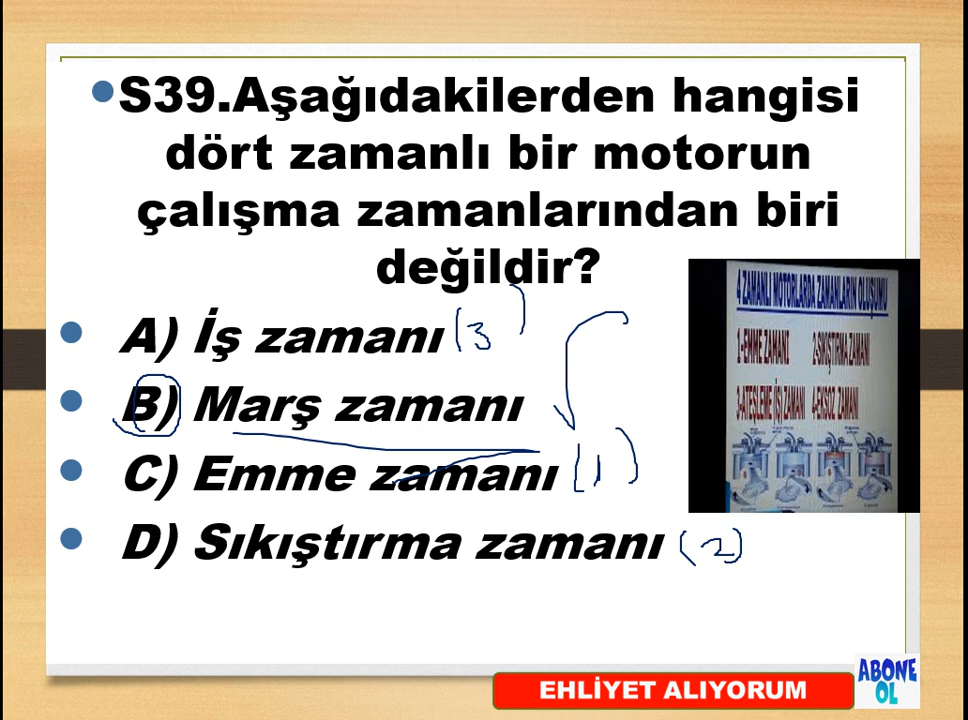 S39.Aşağıdakilerden hangisi
dört zamanlı bir motorun
çalışma zamanlarından biri
değildir?
A) İş zamanı (3)
B) Marş zamanı
C) Emme zamanı (1)
D) Sıkıştırma zamanı (2)
4 ZAMANLI MOTORLARDA ZAMANLARIN OLUŞUMU
1-EMME ZAMANI 2-SIKIŞTIRMA ZAMANI
3-ATEŞLEME (İŞ) ZAMANI 4-EKSOZ ZAMANI
EHLİYET ALIYORUM
ABONE
OL